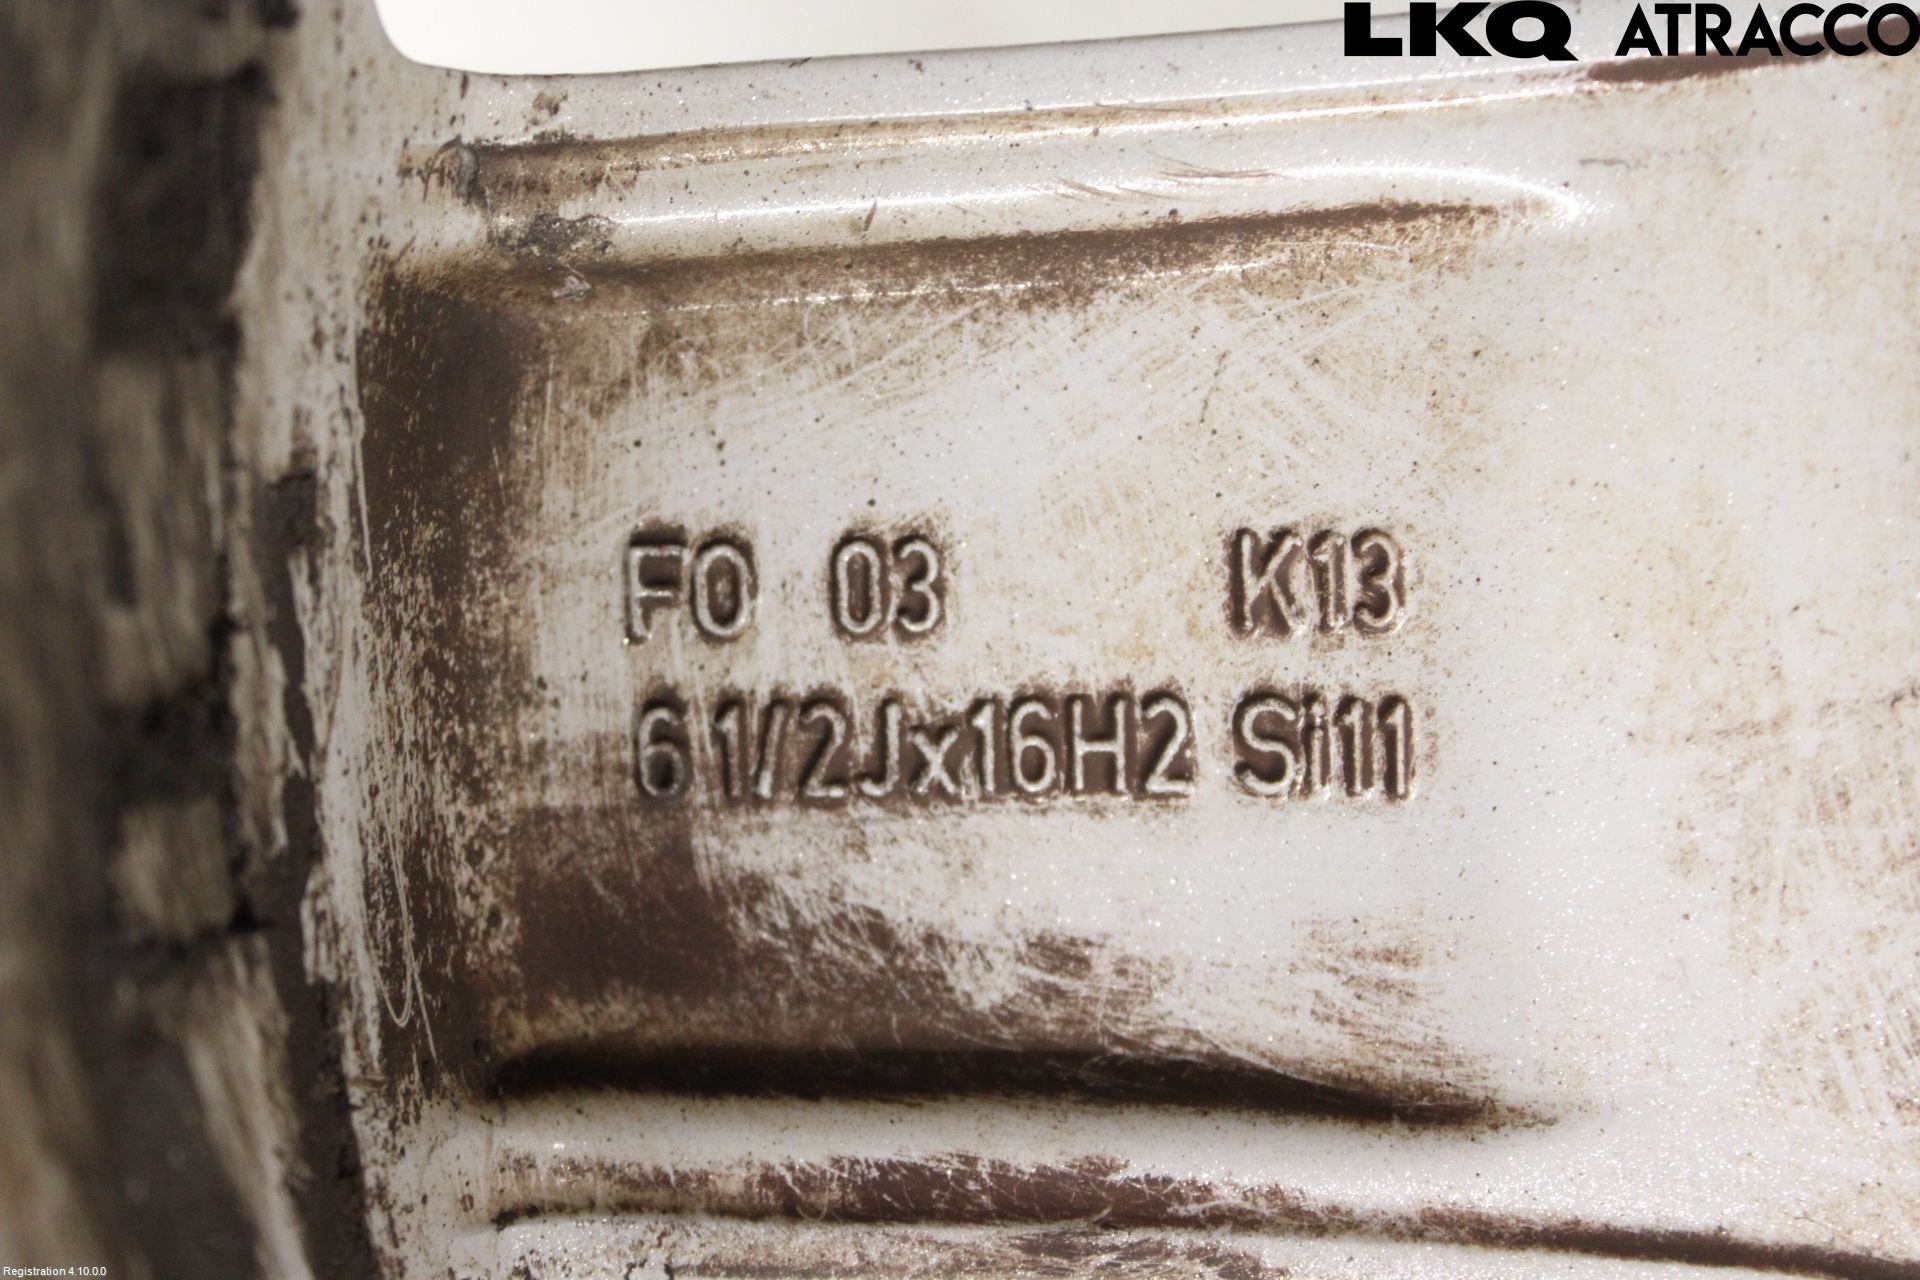 LKQ ATRACCO
FO 03 K13
6 1/2Jx16H2 Si11
Registration 4.10.0.0